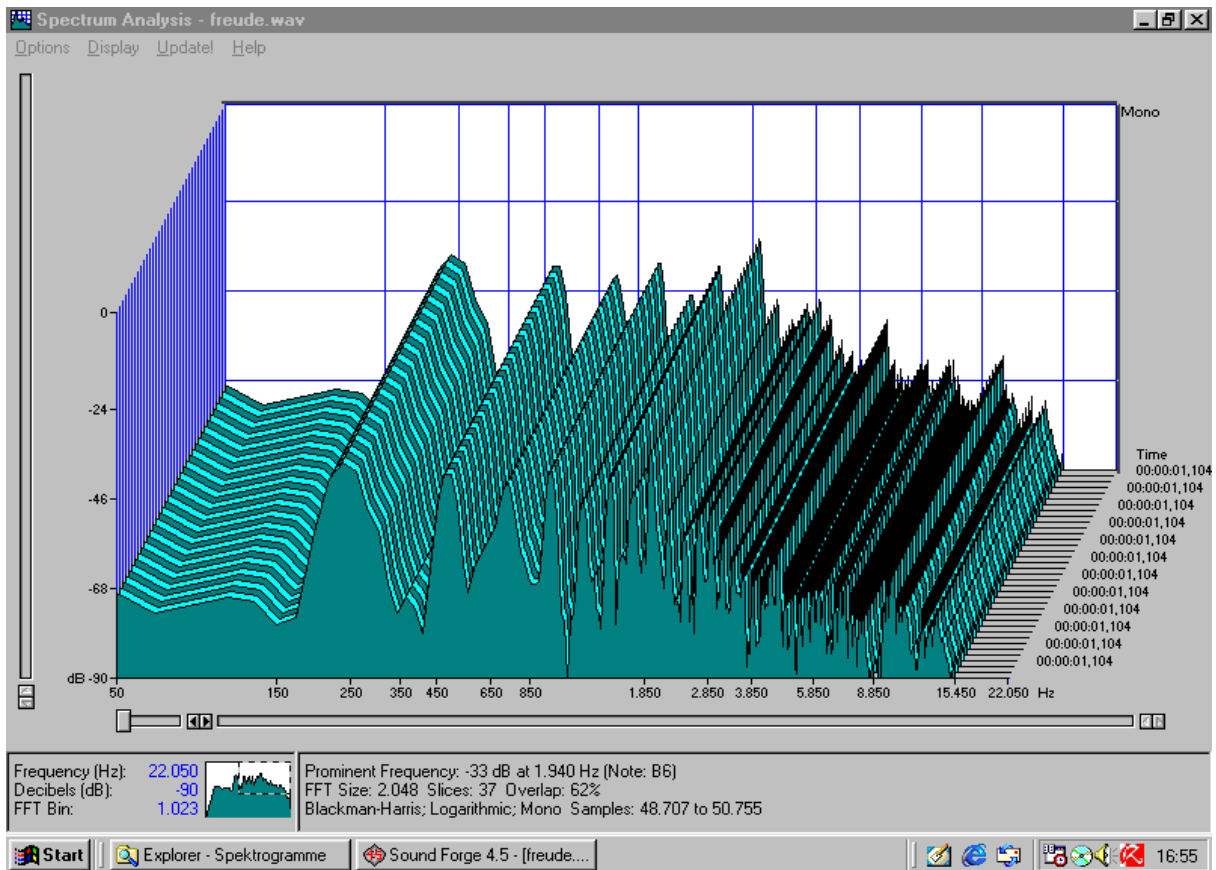 Spectrum Analysis - freude.wav
Options Display Update! Help
Mono
0
-24
-46
-68
dB -90
50 150 250 350 450 650 850 1.850 2.850 3.850 5.850 8.850 15.450 22.050 Hz
Time
00:00:01,104
00:00:01,104
00:00:01,104
00:00:01,104
00:00:01,104
00:00:01,104
00:00:01,104
00:00:01,104
00:00:01,104
00:00:01,104
00:00:01,104
00:00:01,104
Frequency (Hz): 22.050
Decibels (dB): -90
FFT Bin: 1.023
Prominent Frequency: -33 dB at 1.940 Hz (Note: B6)
FFT Size: 2.048 Slices: 37 Overlap: 62%
Blackman-Harris; Logarithmic; Mono Samples: 48.707 to 50.755
Start Explorer - Spektrogramme Sound Forge 4.5 - [freude.... 16:55